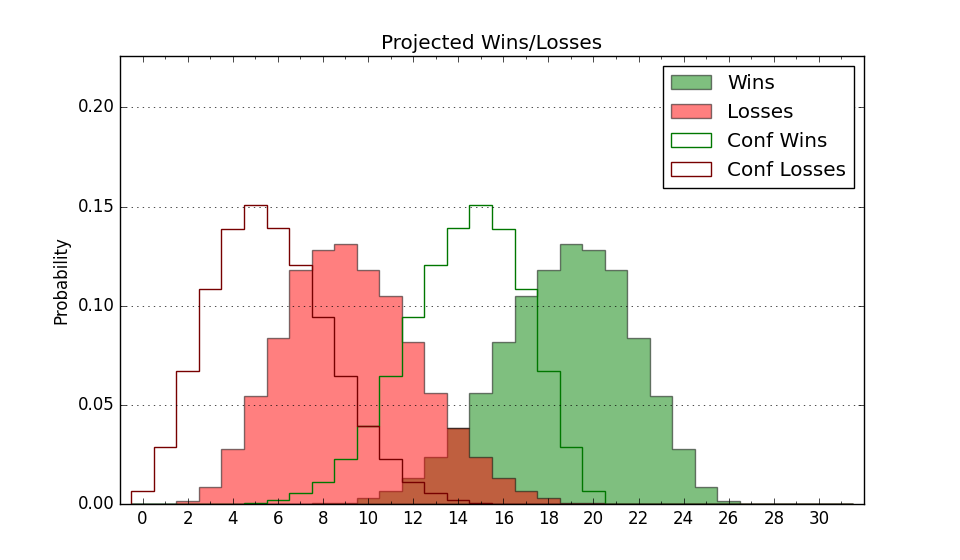 Projected Wins/Losses
Wins
Losses
Conf Wins
Conf Losses
Probability
0.20
0.15
0.10
0.05
0.00
0 2 4 6 8 10 12 14 16 18 20 22 24 26 28 30